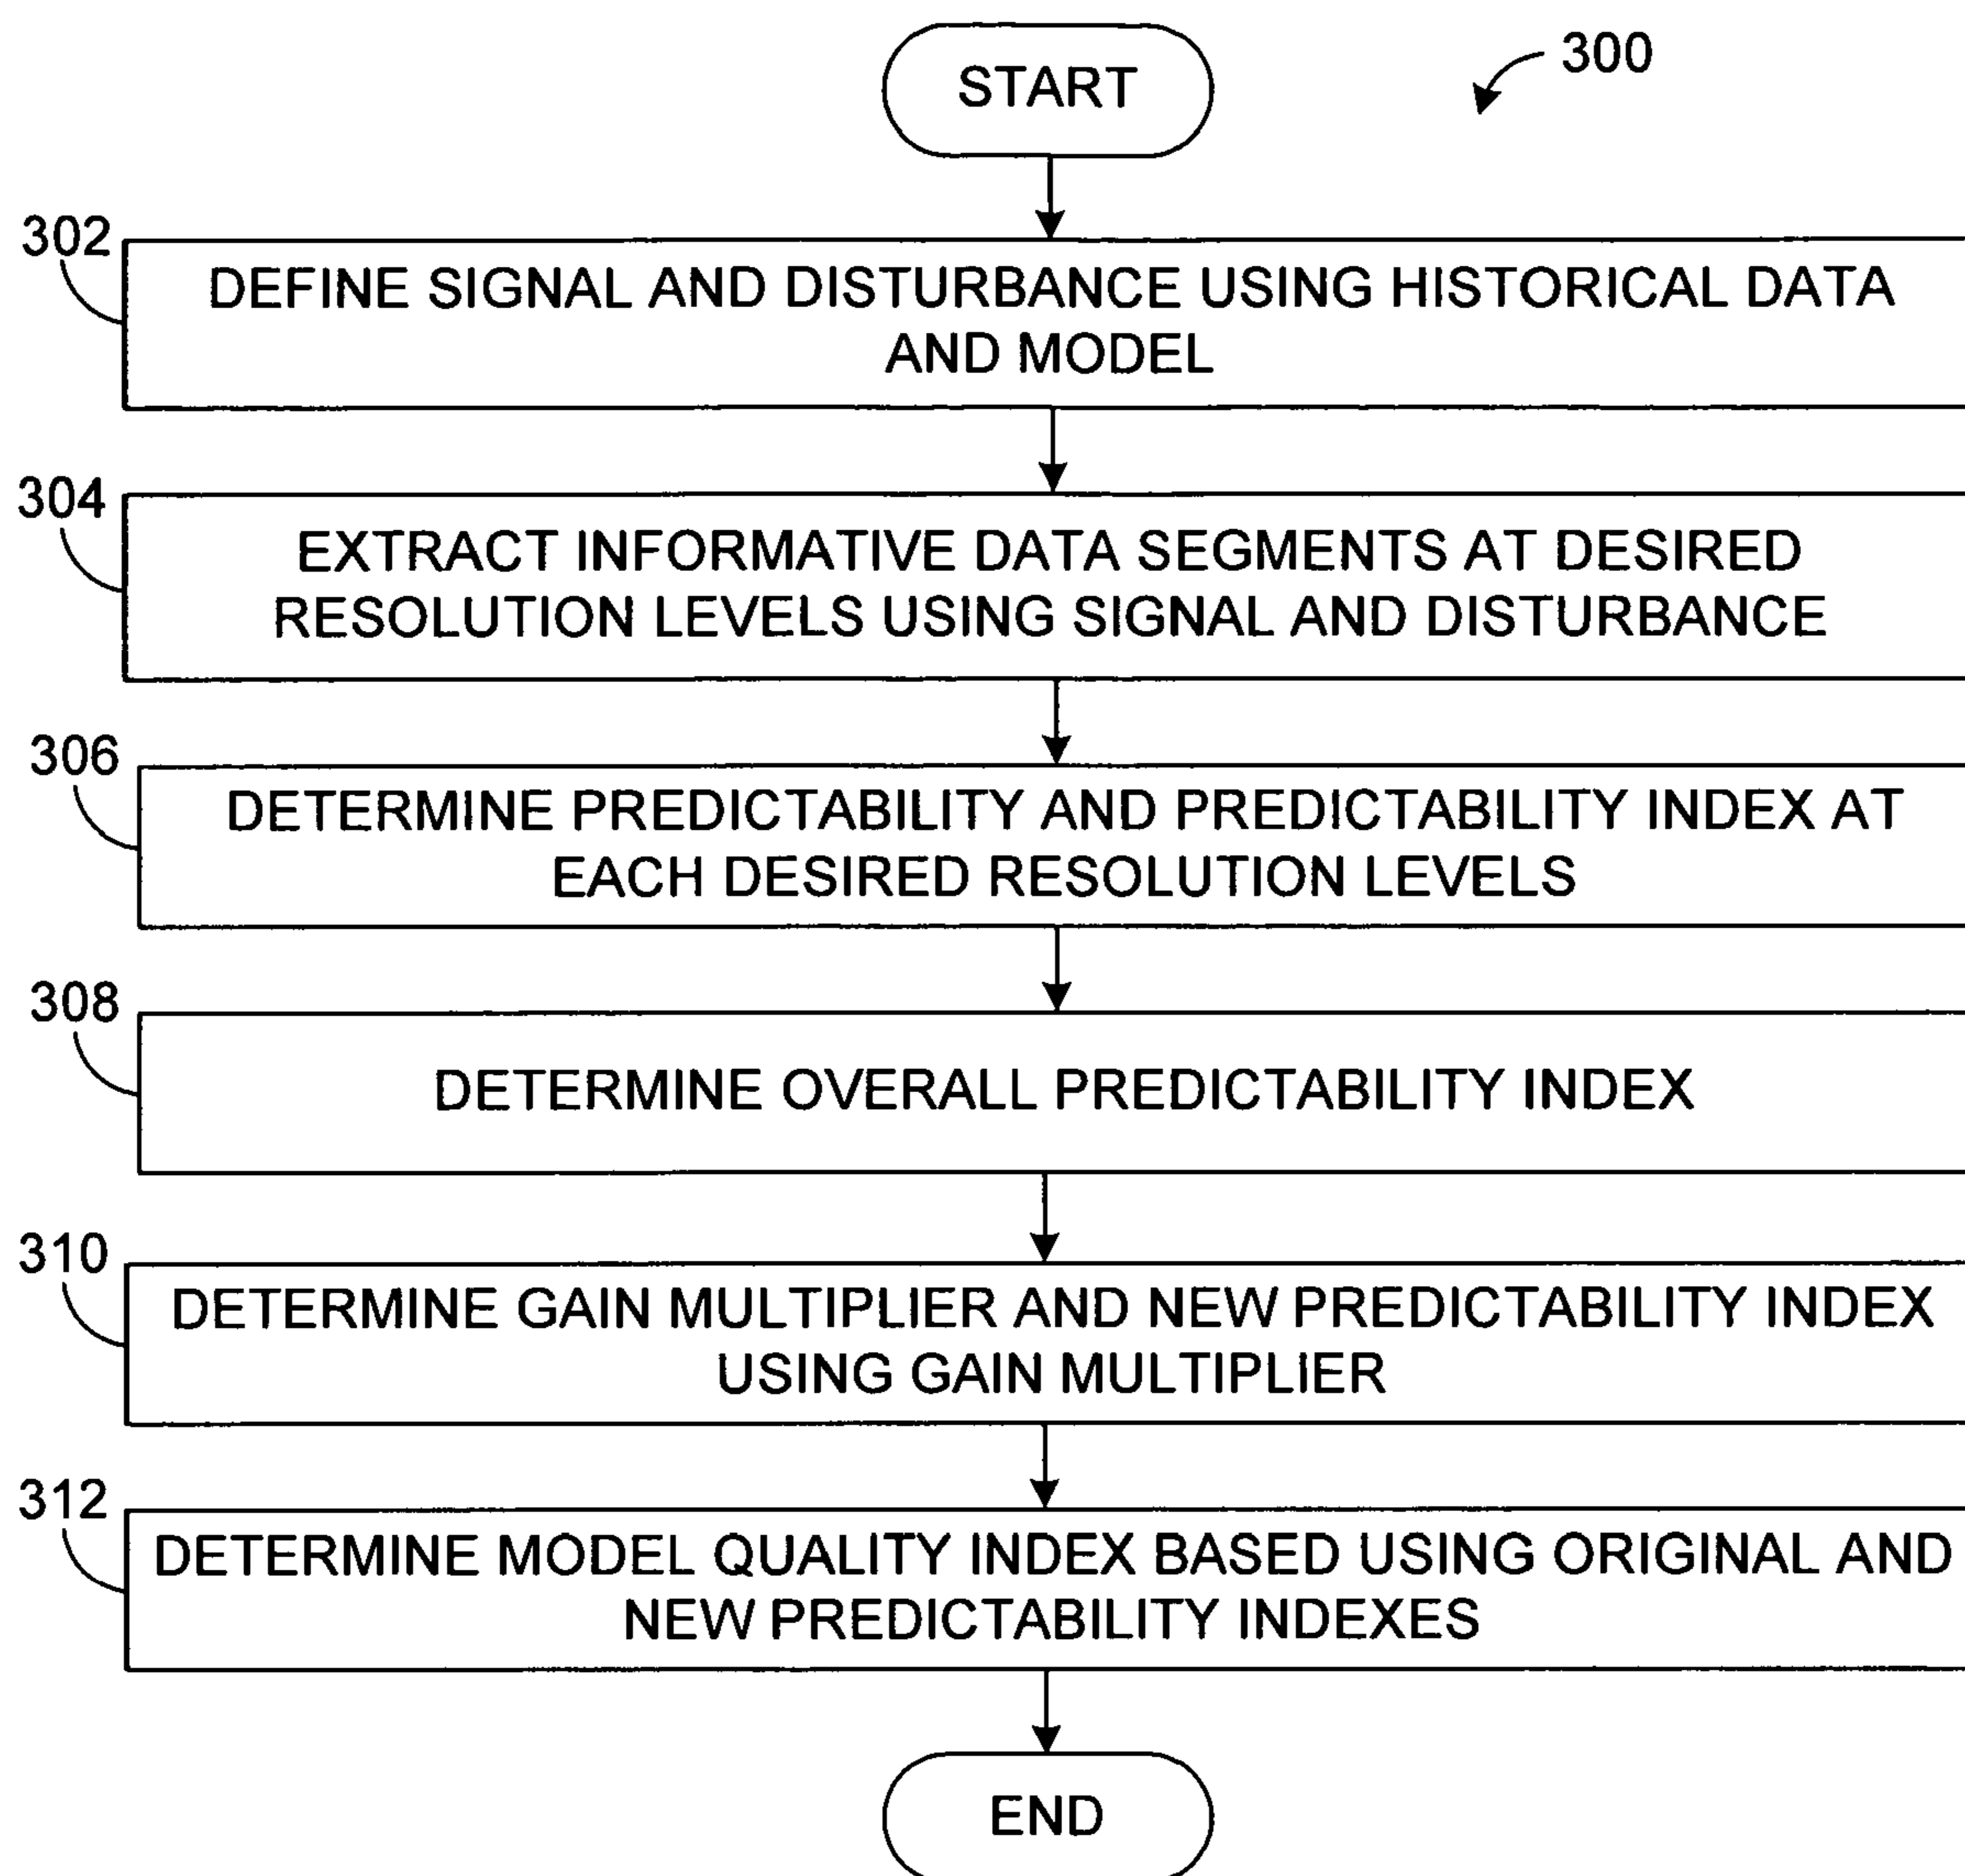 START
300
302
DEFINE SIGNAL AND DISTURBANCE USING HISTORICAL DATA
AND MODEL
304
EXTRACT INFORMATIVE DATA SEGMENTS AT DESIRED
RESOLUTION LEVELS USING SIGNAL AND DISTURBANCE
306
DETERMINE PREDICTABILITY AND PREDICTABILITY INDEX AT
EACH DESIRED RESOLUTION LEVELS
308
DETERMINE OVERALL PREDICTABILITY INDEX
310
DETERMINE GAIN MULTIPLIER AND NEW PREDICTABILITY INDEX
USING GAIN MULTIPLIER
312
DETERMINE MODEL QUALITY INDEX BASED USING ORIGINAL AND
NEW PREDICTABILITY INDEXES
END